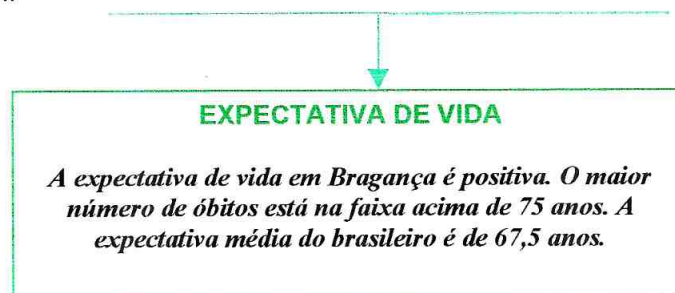 EXPECTATIVA DE VIDA
A expectativa de vida em Bragança é positiva. O maior
número de óbitos está na faixa acima de 75 anos. A
expectativa média do brasileiro é de 67,5 anos.